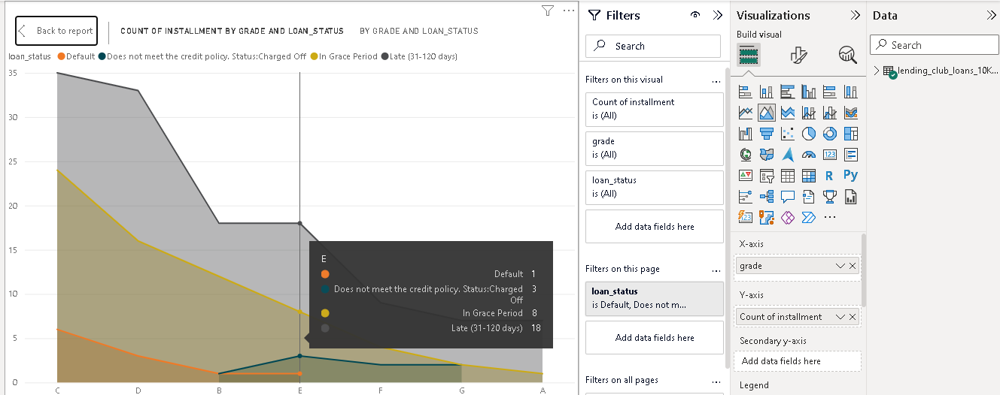 Back to report
COUNT OF INSTALLMENT BY GRADE AND LOAN_STATUS
BY GRADE AND LOAN_STATUS
loan_status
Default
Does not meet the credit policy. Status:Charged Off
In Grace Period
Late (31-120 days)
35
30
25
20
15
10
5
0
C
D
B
E
F
G
A
E
Default 1
Does not meet the credit policy. Status:Charged 3
Off
In Grace Period 8
Late (31-120 days) 18
Filters
Search
Filters on this visual
...
Count of installment
is (All)
grade
is (All)
loan_status
is (All)
Add data fields here
Filters on this page
...
loan_status
is Default, Does not m...
Add data fields here
Filters on all pages
...
Visualizations
Build visual
123
R
Py
123
...
X-axis
grade
Y-axis
Count of installment
Secondary y-axis
Add data fields here
Legend
Data
Search
lending_club_loans_10K...